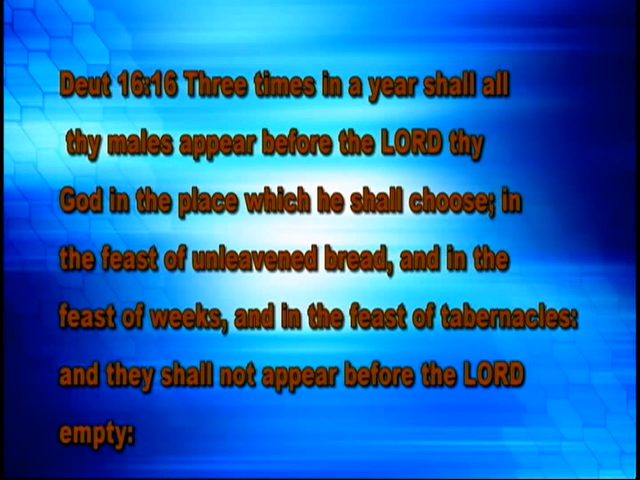 Deut 16:16 Three times in a year shall all
thy males appear before the LORD thy
God in the place which he shall choose; in
the feast of unleavened bread, and in the
feast of weeks, and in the feast of tabernacles:
and they shall not appear before the LORD
empty: